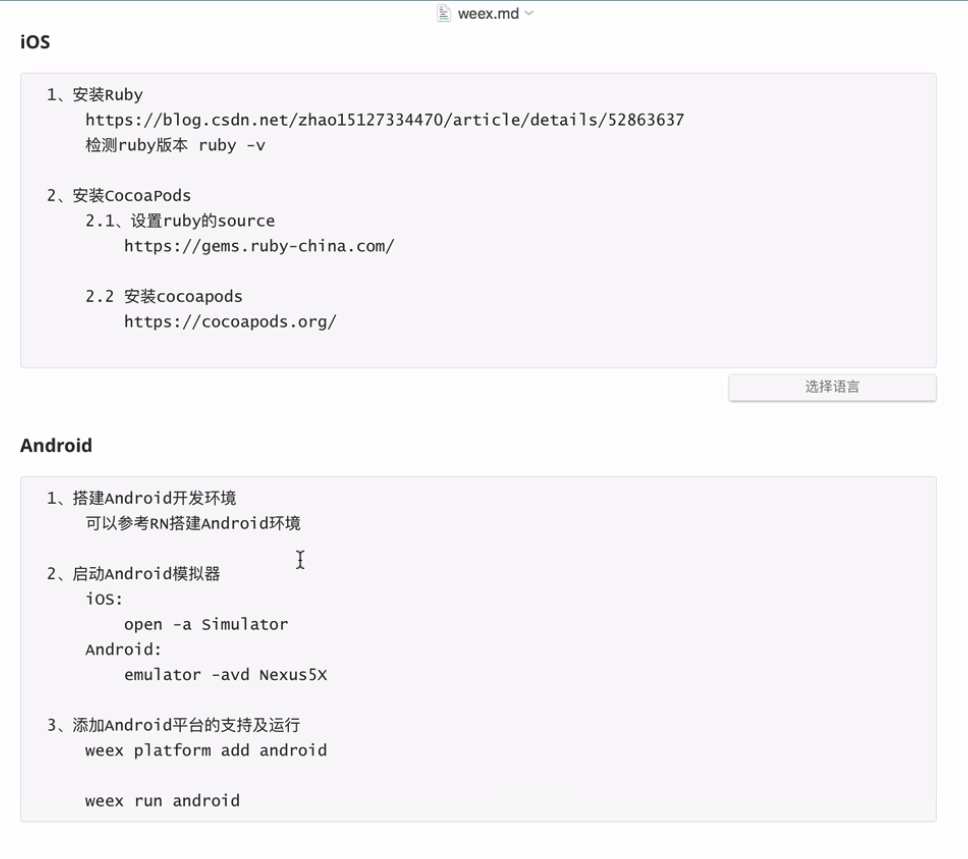 weex.md
iOS
1、安装Ruby
https://blog.csdn.net/zhao15127334470/article/details/52863637
检测ruby版本 ruby -v
2、安装CocoaPods
2.1、设置ruby的source
https://gems.ruby-china.com/
2.2 安装cocoapods
https://cocoapods.org/
选择语言
Android
1、搭建Android开发环境
可以参考RN搭建Android环境
2、启动Android模拟器
iOS:
open -a Simulator
Android:
emulator -avd Nexus5X
3、添加Android平台的支持及运行
weex platform add android
weex run android